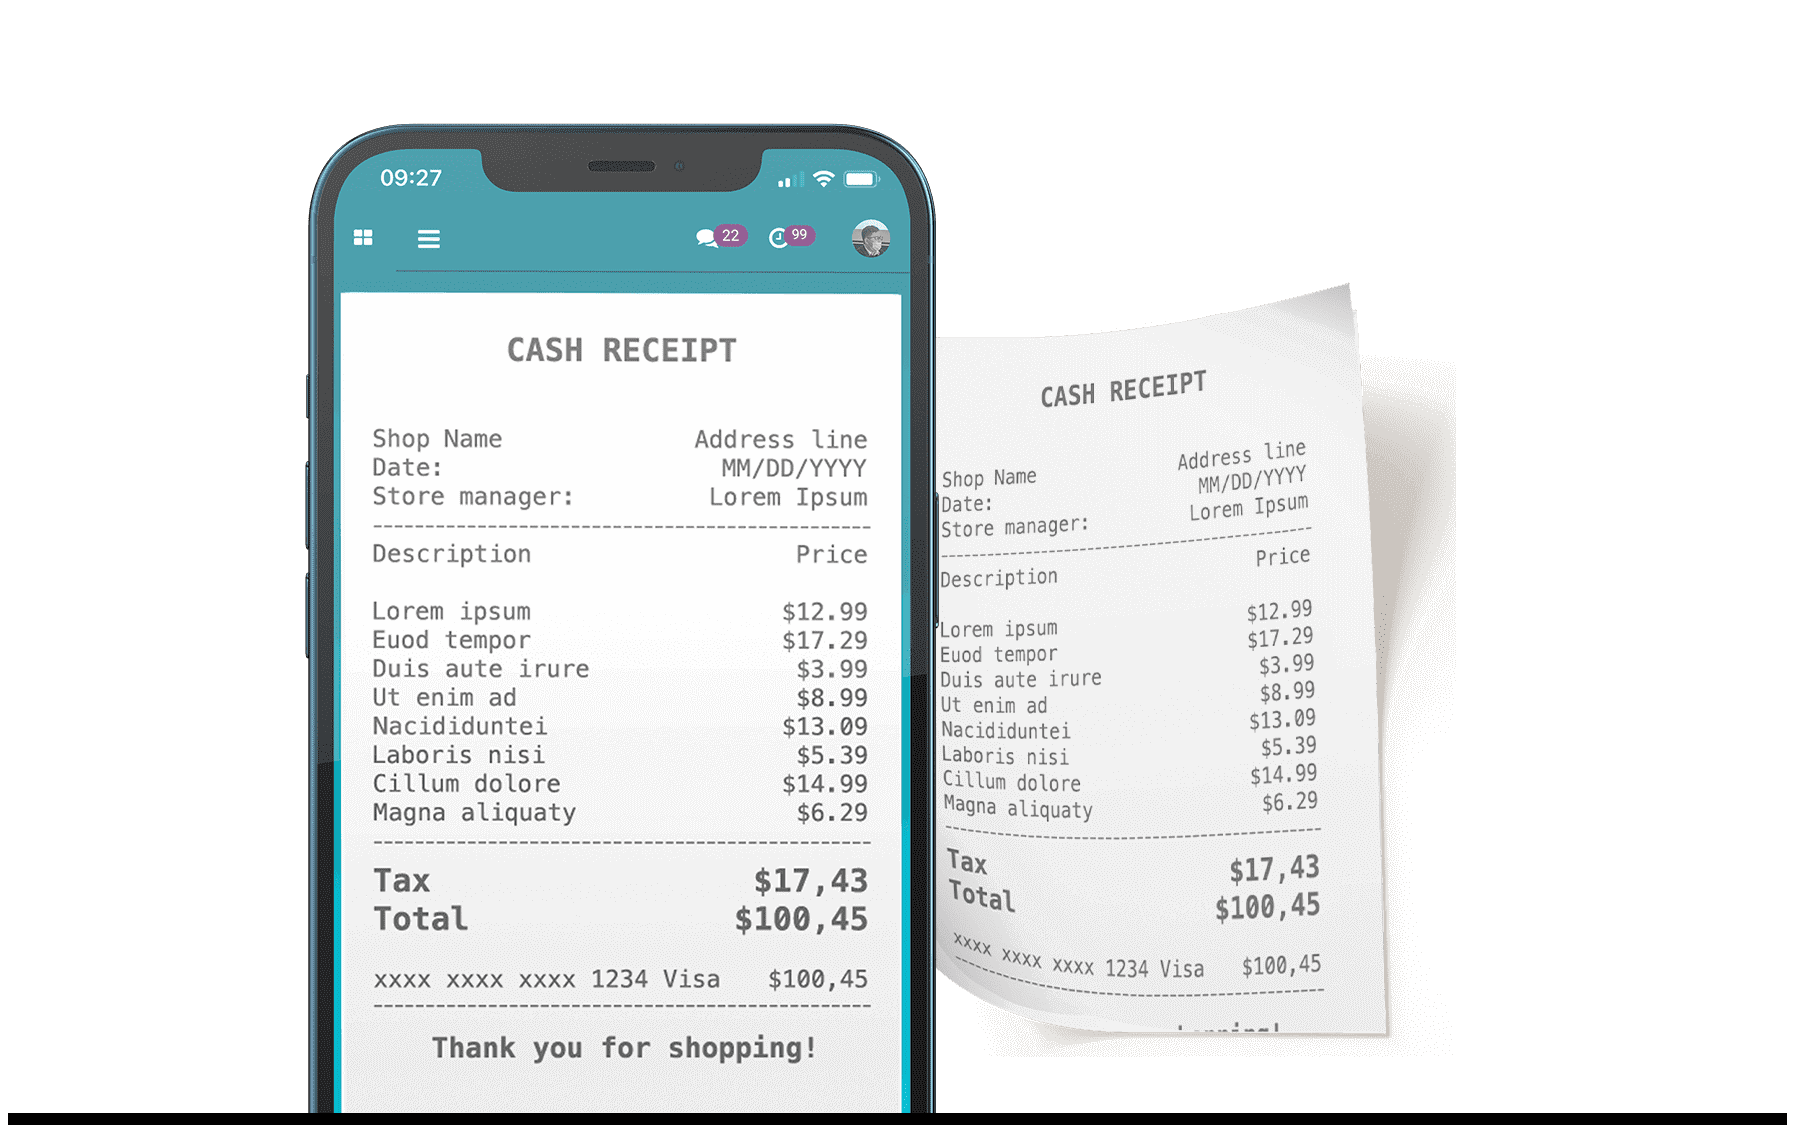 09:27
22 99
CASH RECEIPT
Shop Name Address line
Date: MM/DD/YYYY
Store manager: Lorem Ipsum
Description Price
Lorem ipsum $12.99
Euod tempor $17.29
Duis aute irure $3.99
Ut enim ad $8.99
Nacididuntei $13.09
Laboris nisi $5.39
Cillum dolore $14.99
Magna aliquaty $6.29
Tax $17,43
Total $100,45
xxxx xxxx xxxx 1234 Visa $100,45
Thank you for shopping!
CASH RECEIPT
Shop Name Address line
Date: MM/DD/YYYY
Store manager: Lorem Ipsum
Description Price
Lorem ipsum $12.99
Euod tempor $17.29
Duis aute irure $3.99
Ut enim ad $8.99
Nacididuntei $13.09
Laboris nisi $5.39
Cillum dolore $14.99
Magna aliquaty $6.29
Tax $17,43
Total $100,45
xxxx xxxx xxxx 1234 Visa $100,45